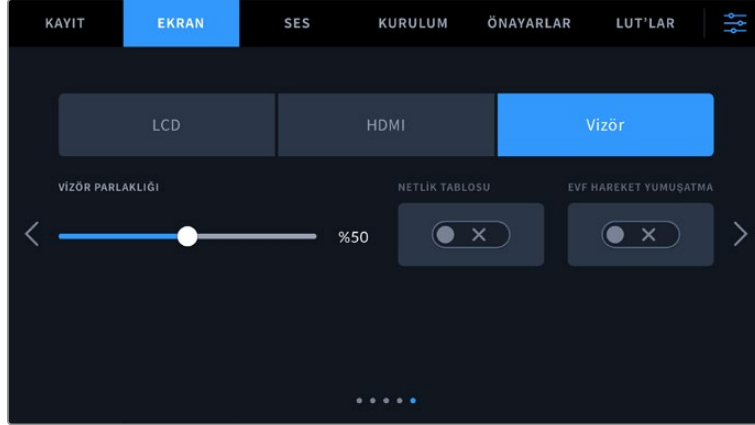 KAYIT EKRAN SES KURULUM ÖNAYARLAR LUT'LAR
LCD HDMI Vizör
VİZÖR PARLAKLIĞI NETLİK TABLOSU EVF HAREKET YUMUŞATMA
%50